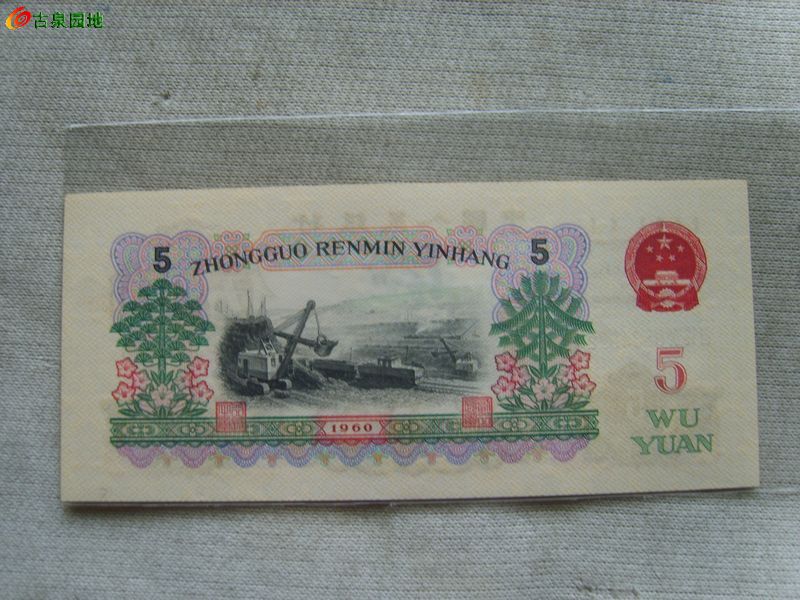 古泉园地
5 ZHONGGUO RENMIN YINHANG 5
5
WU
YUAN
1960